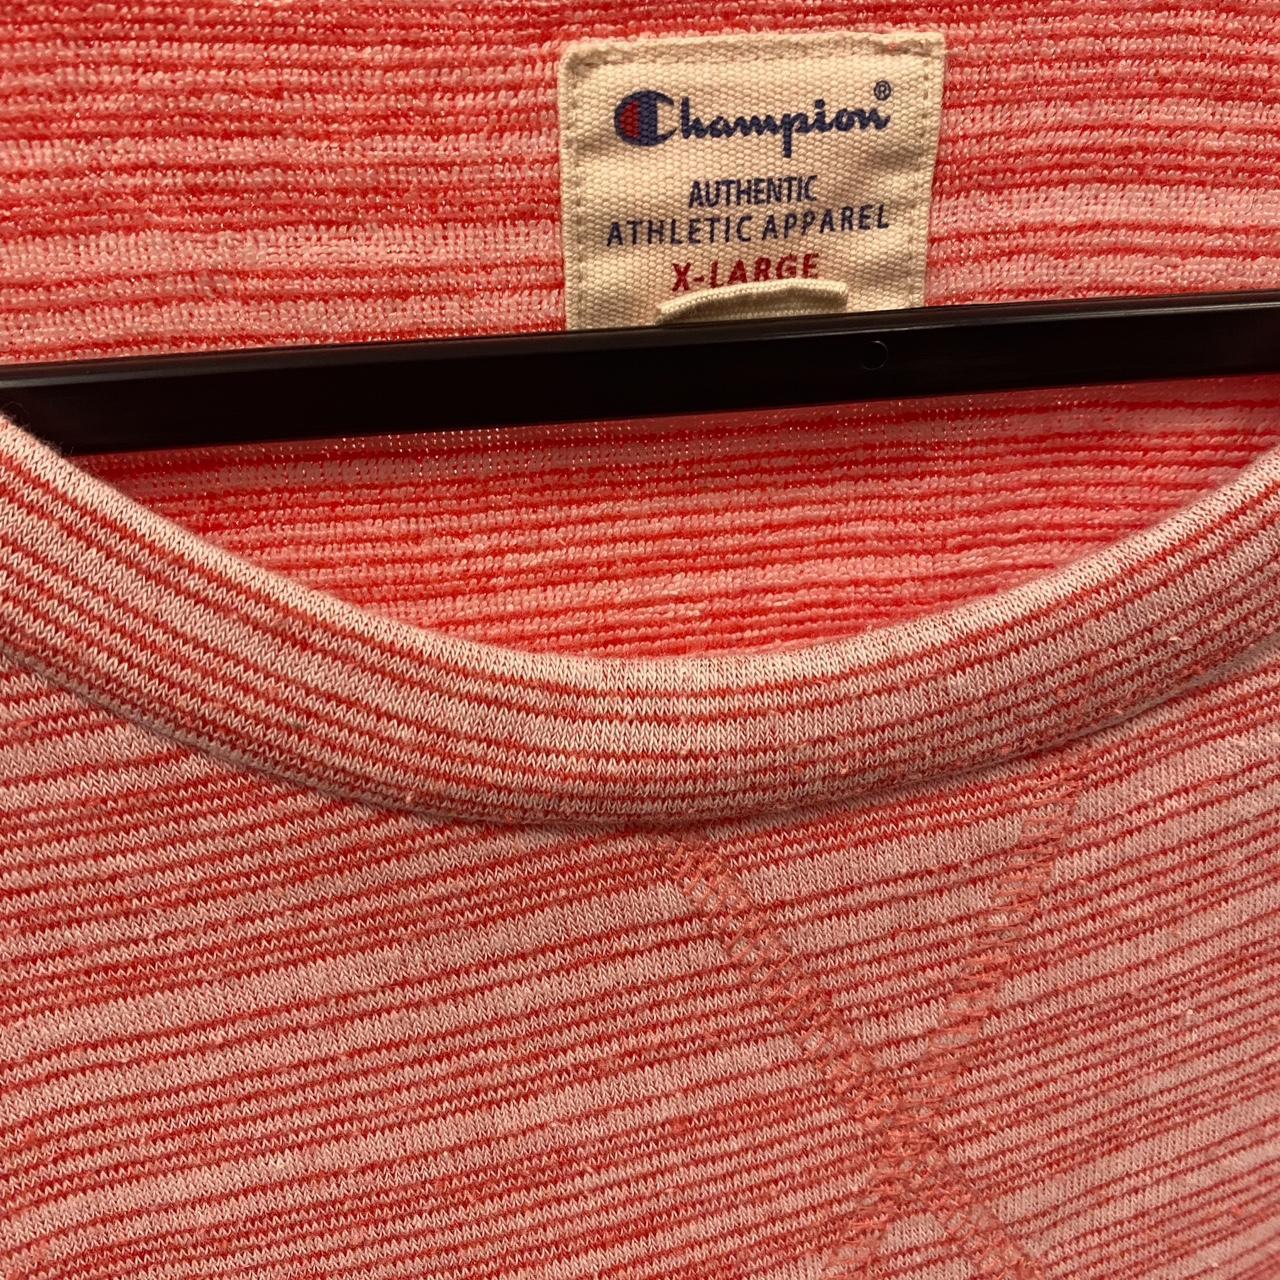 Champion®
AUTHENTIC
ATHLETIC APPAREL
X-LARGE